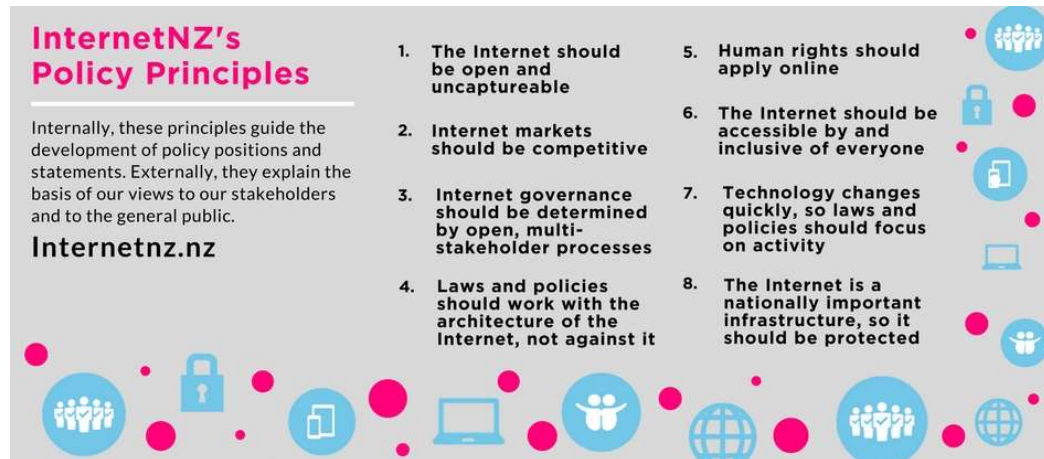 InternetNZ's
Policy Principles
Internally, these principles guide the
development of policy positions and
statements. Externally, they explain the
basis of our views to our stakeholders
and to the general public.
Internetnz.nz
1. The Internet should
be open and
uncaptureable
2. Internet markets
should be competitive
3. Internet governance
should be determined
by open, multi-
stakeholder processes
4. Laws and policies
should work with the
architecture of the
Internet, not against it
5. Human rights should
apply online
6. The Internet should be
accessible by and
inclusive of everyone
7. Technology changes
quickly, so laws and
policies should focus
on activity
8. The Internet is a
nationally important
infrastructure, so it
should be protected